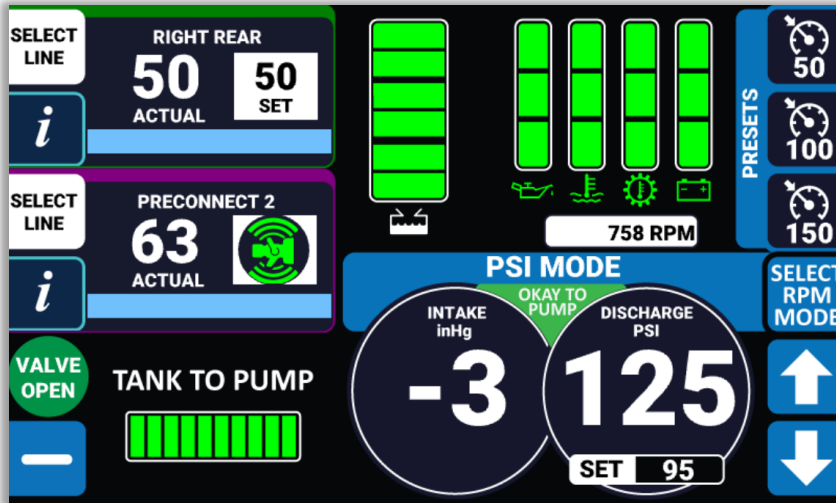 SELECT
LINE
i
RIGHT REAR
50
ACTUAL
50
SET
SELECT
LINE
i
PRECONNECT 2
63
ACTUAL
VALVE
OPEN
TANK TO PUMP
758 RPM
PSI MODE
OKAY TO
PUMP
INTAKE
inHg
-3
DISCHARGE
PSI
125
SET 95
PRESETS
50
100
150
SELECT
RPM
MODE